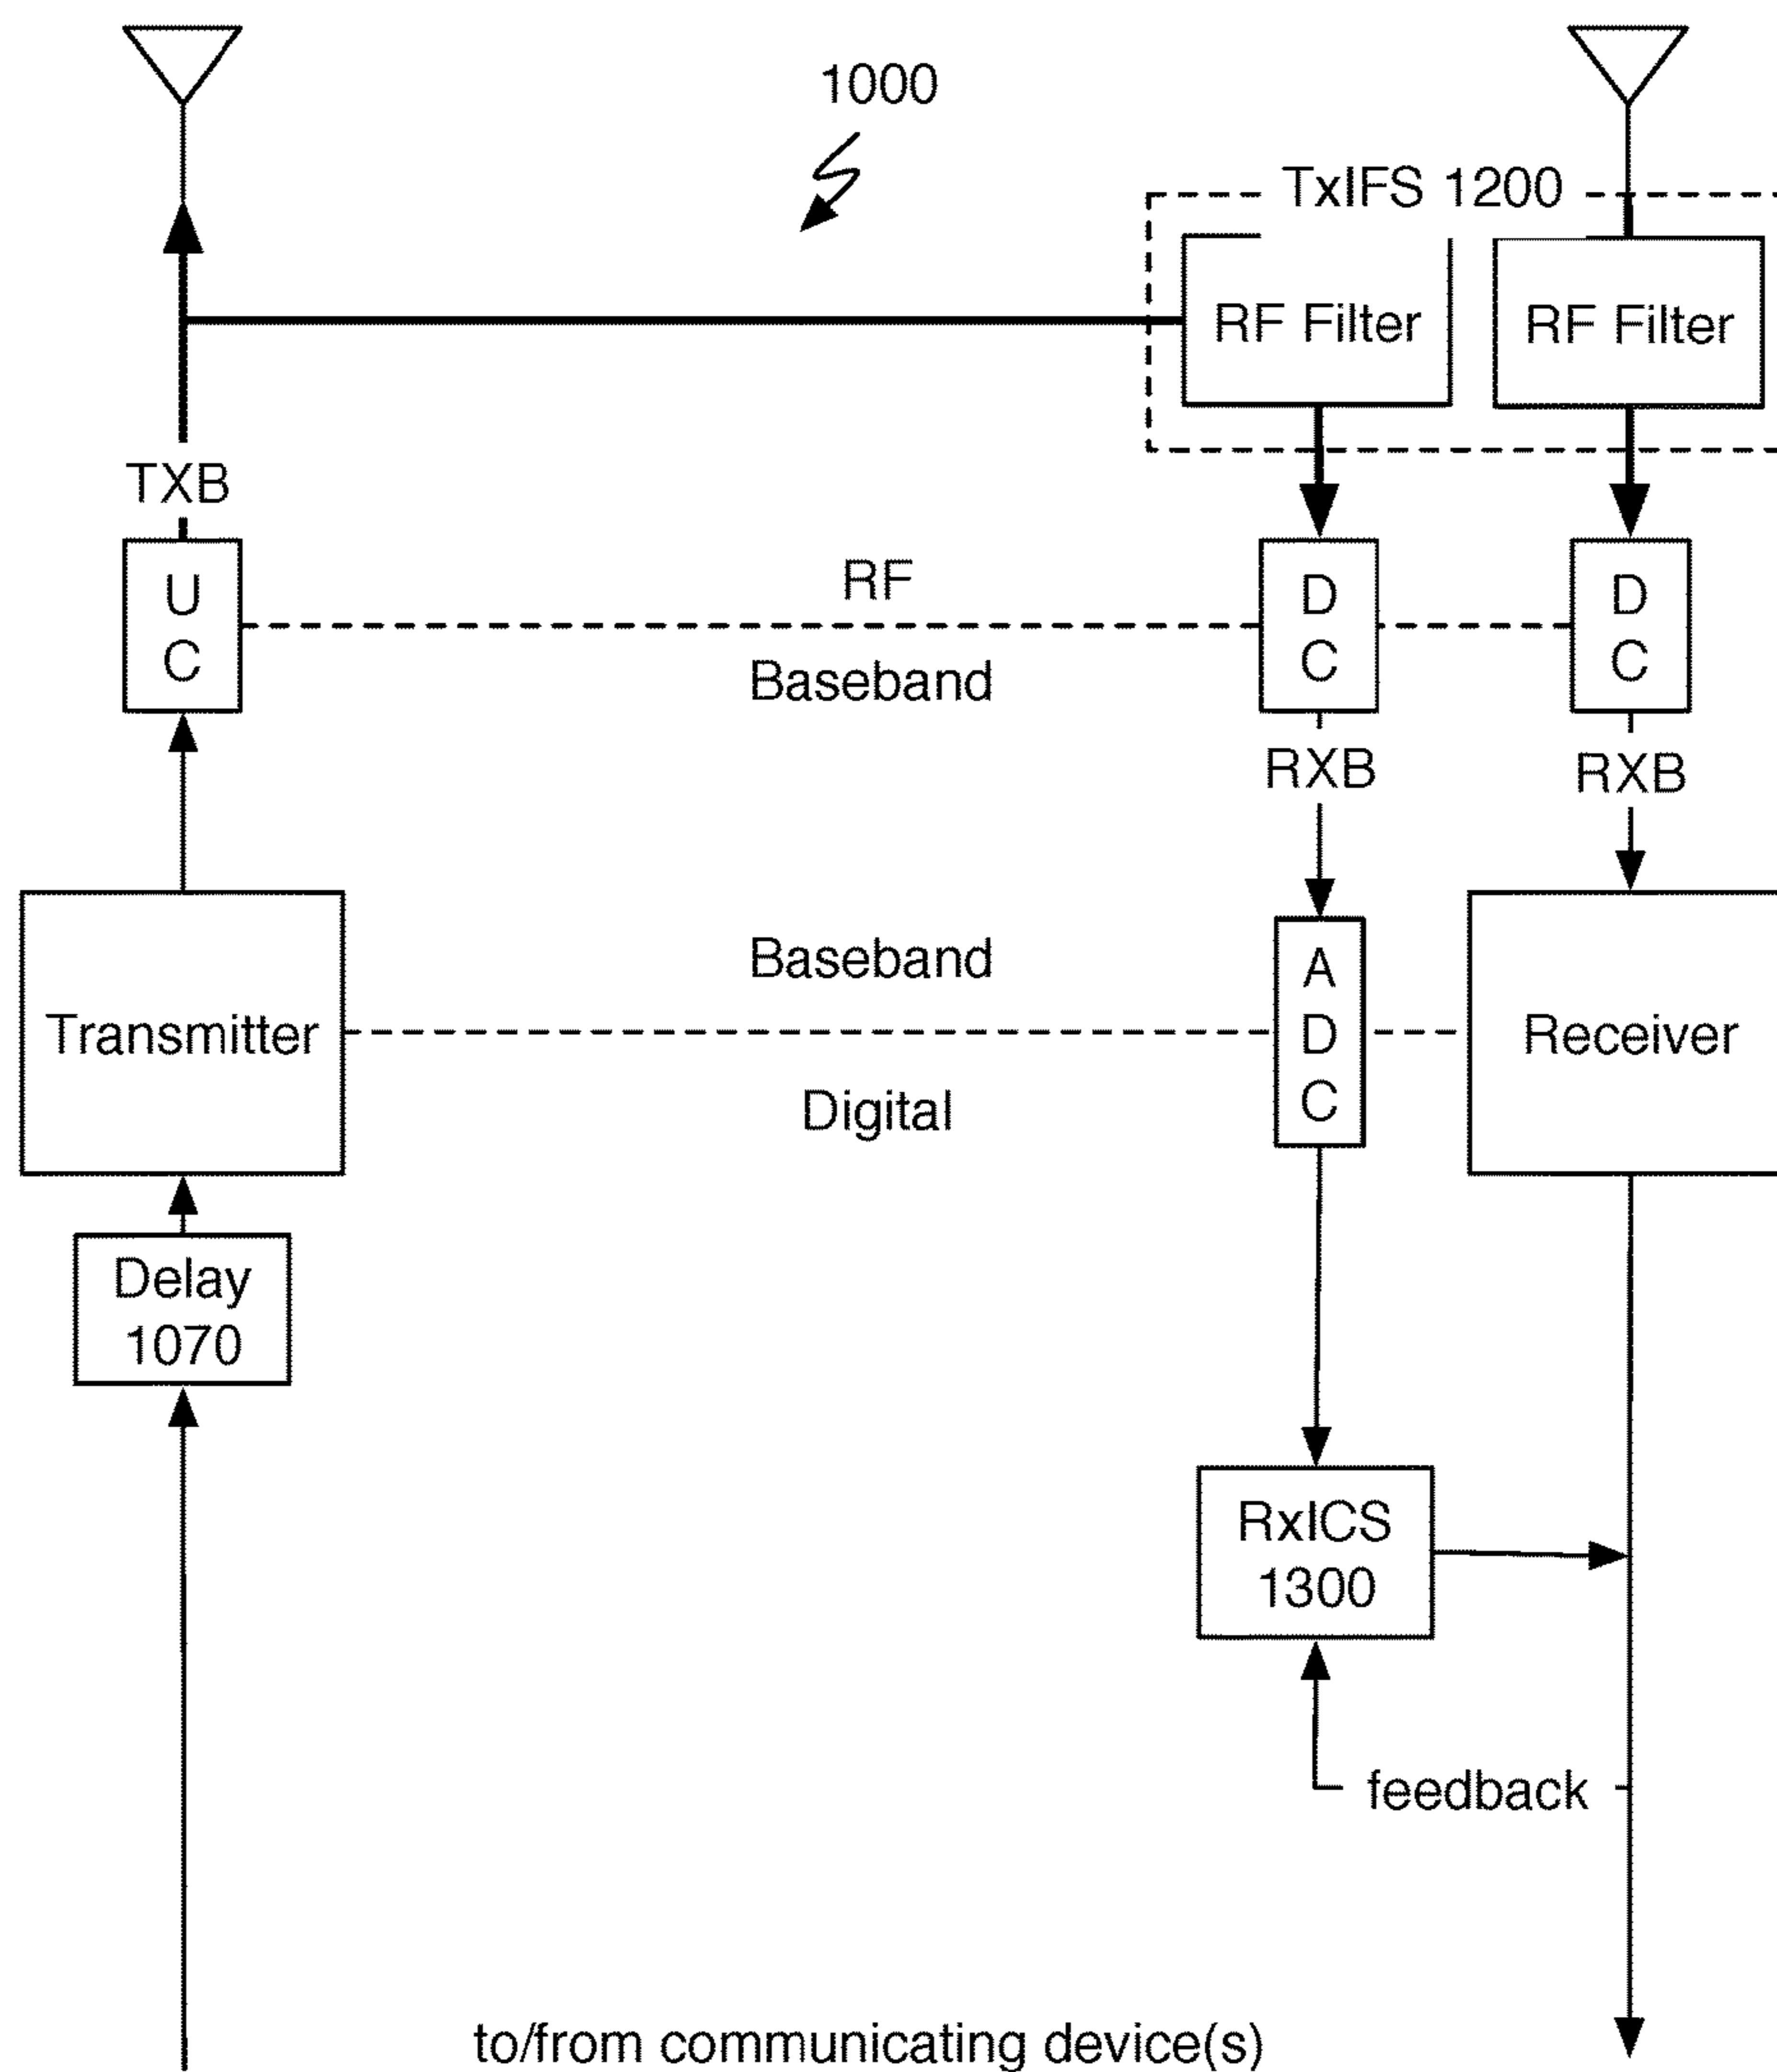 1000
TxIFS 1200
RF Filter
RF Filter
TXB
U
C
RF
Baseband
D
C
D
C
RXB
RXB
Transmitter
Baseband
Digital
A
D
C
Receiver
Delay
1070
RxICS
1300
feedback
to/from communicating device(s)